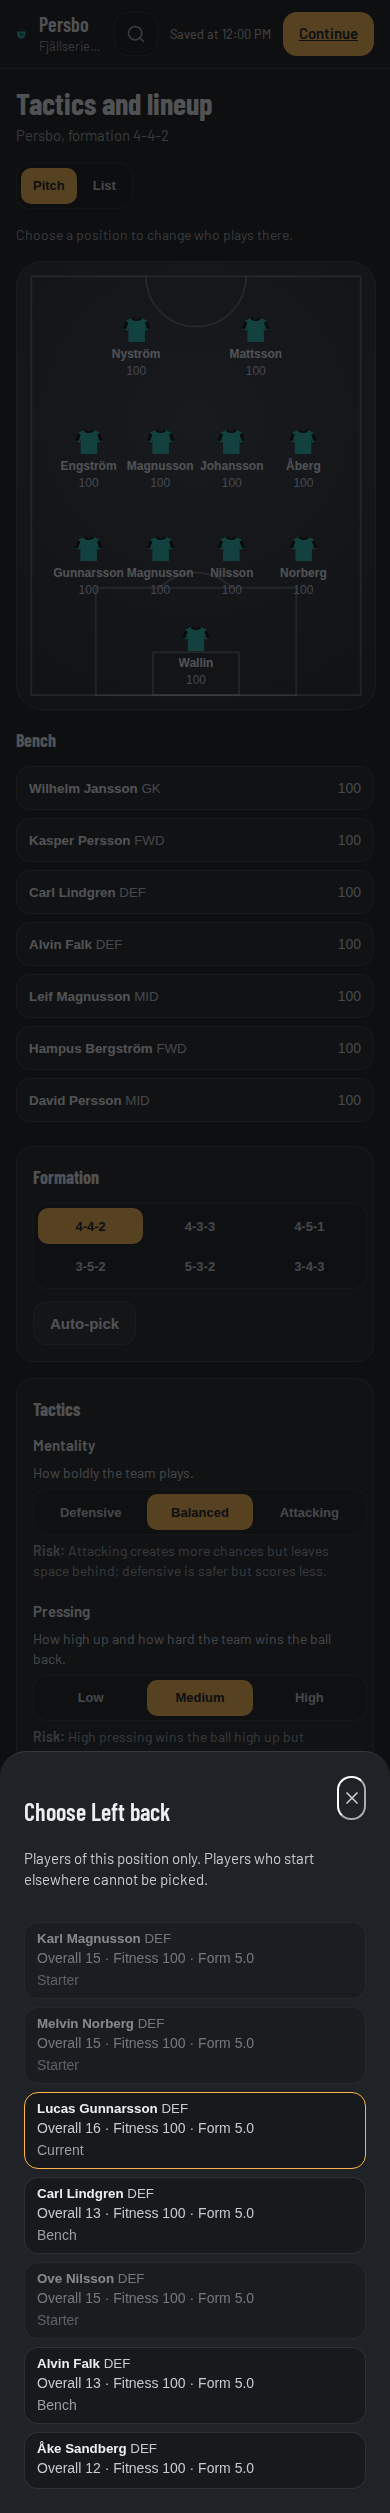 Persbo
Fjällserie...
Saved at 12:00 PM
Continue
Tactics and lineup
Persbo, formation 4-4-2
Pitch
List
Choose a position to change who plays there.
Nyström
100
Mattsson
100
Engström
100
Magnusson
100
Johansson
100
Åberg
100
Gunnarsson
100
Magnusson
100
Nilsson
100
Norberg
100
Wallin
100
Bench
Wilhelm Jansson GK 100
Kasper Persson FWD 100
Carl Lindgren DEF 100
Alvin Falk DEF 100
Leif Magnusson MID 100
Hampus Bergström FWD 100
David Persson MID 100
Formation
4-4-2 4-3-3 4-5-1
3-5-2 5-3-2 3-4-3
Auto-pick
Tactics
Mentality
How boldly the team plays.
Defensive Balanced Attacking
Risk: Attacking creates more chances but leaves
space behind; defensive is safer but scores less.
Pressing
How high up and how hard the team wins the ball
back.
Low Medium High
Risk: High pressing wins the ball high up but
Choose Left back
Players of this position only. Players who start
elsewhere cannot be picked.
Karl Magnusson DEF
Overall 15 · Fitness 100 · Form 5.0
Starter
Melvin Norberg DEF
Overall 15 · Fitness 100 · Form 5.0
Starter
Lucas Gunnarsson DEF
Overall 16 · Fitness 100 · Form 5.0
Current
Carl Lindgren DEF
Overall 13 · Fitness 100 · Form 5.0
Bench
Ove Nilsson DEF
Overall 15 · Fitness 100 · Form 5.0
Starter
Alvin Falk DEF
Overall 13 · Fitness 100 · Form 5.0
Bench
Åke Sandberg DEF
Overall 12 · Fitness 100 · Form 5.0